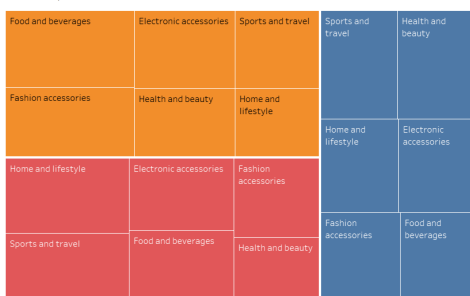 Food and beverages
Electronic accessories
Sports and travel
Fashion accessories
Health and beauty
Home and
lifestyle
Home and lifestyle
Electronic accessories
Fashion
accessories
Sports and travel
Food and beverages
Health and beauty
Sports and
travel
Health and
beauty
Home and
lifestyle
Electronic
accessories
Fashion
accessories
Food and
beverages